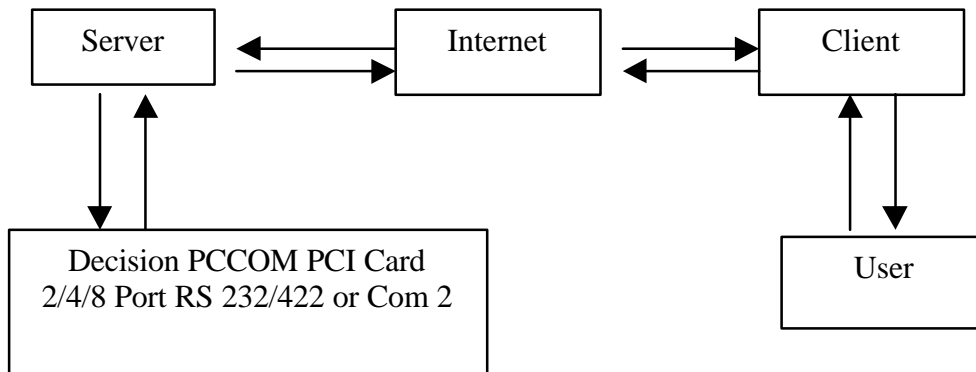 Server
Internet
Client
Decision PCCOM PCI Card
2/4/8 Port RS 232/422 or Com 2
User